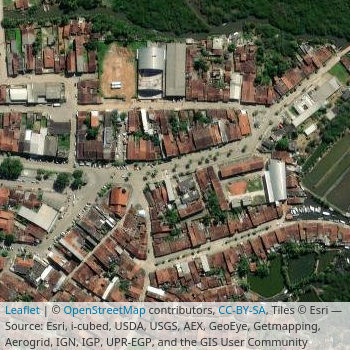 Leaflet | © OpenStreetMap contributors, CC-BY-SA, Tiles © Esri —
Source: Esri, i-cubed, USDA, USGS, AEX, GeoEye, Getmapping,
Aerogrid, IGN, IGP, UPR-EGP, and the GIS User Community